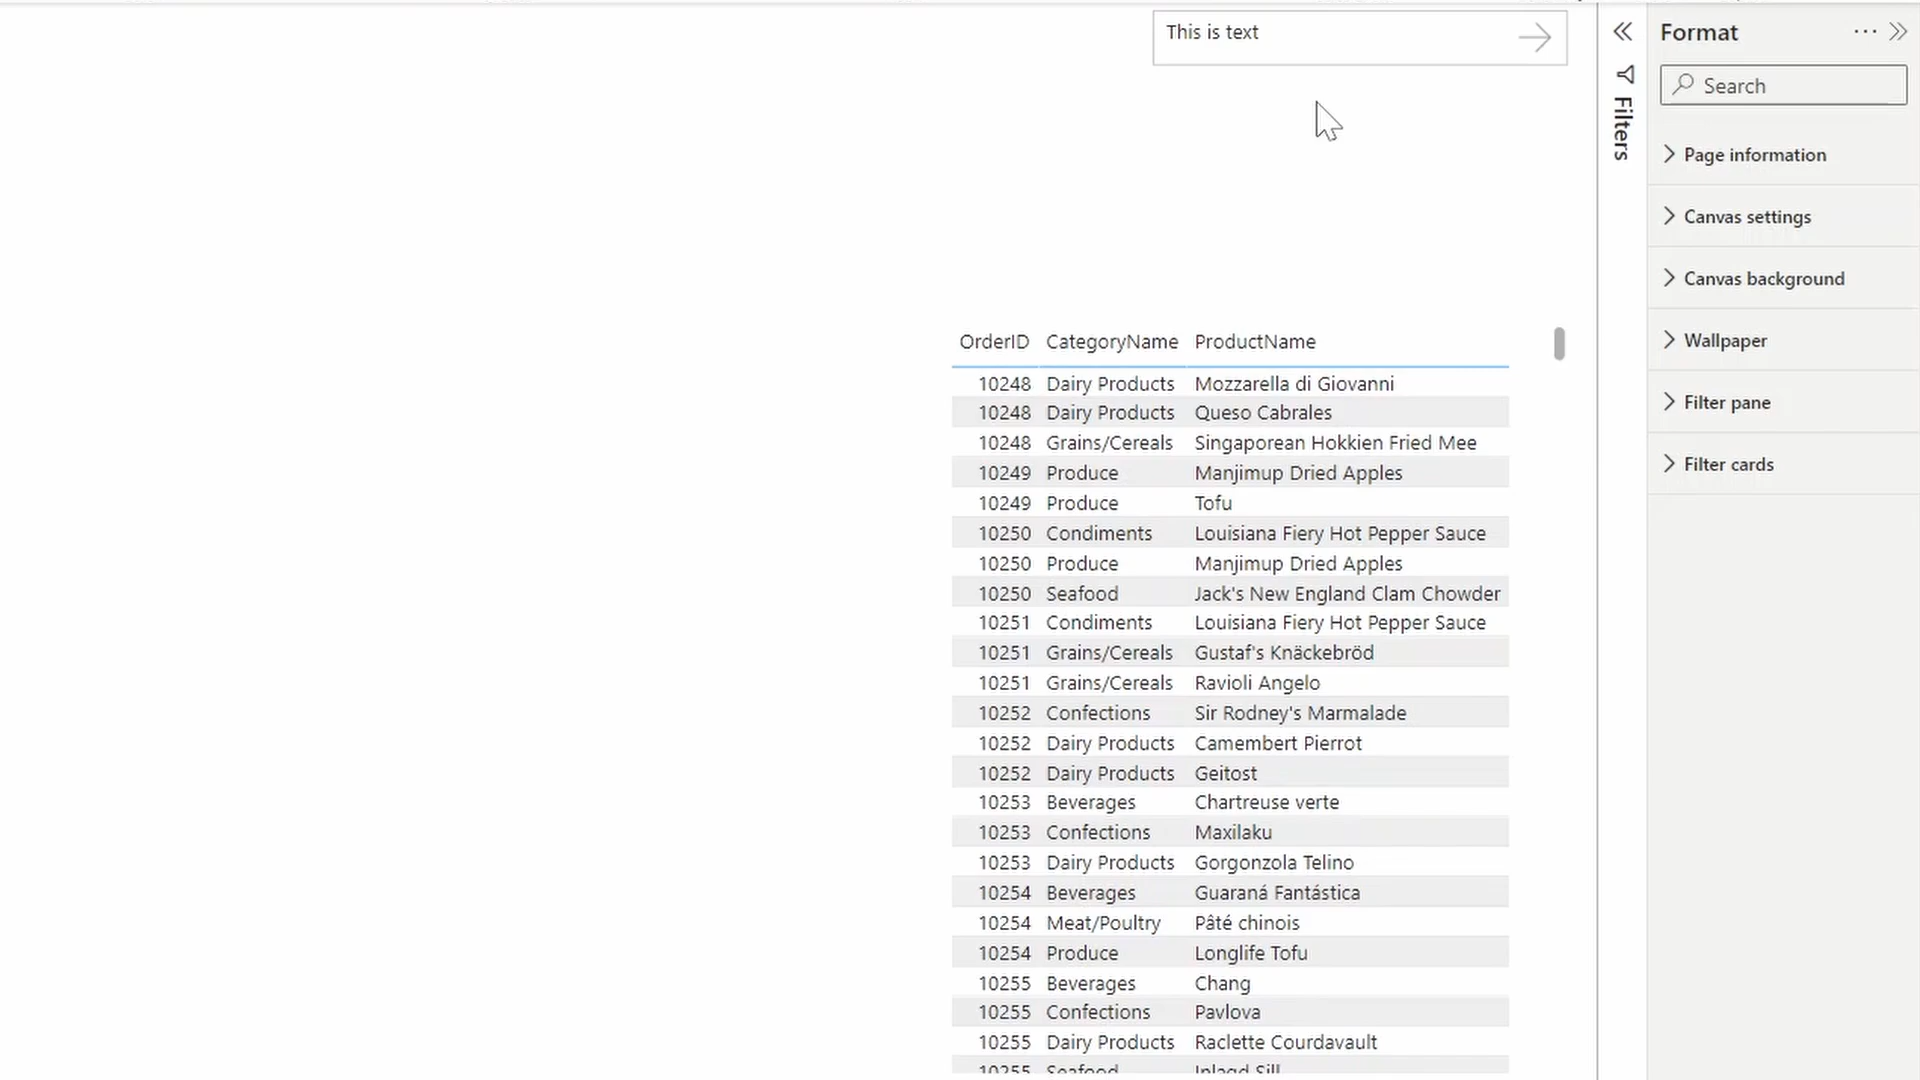 This is text
Filters
Format
Search
Page information
Canvas settings
Canvas background
Wallpaper
Filter pane
Filter cards
OrderID CategoryName ProductName
10248 Dairy Products Mozzarella di Giovanni
10248 Dairy Products Queso Cabrales
10248 Grains/Cereals Singaporean Hokkien Fried Mee
10249 Produce Manjimup Dried Apples
10249 Produce Tofu
10250 Condiments Louisiana Fiery Hot Pepper Sauce
10250 Produce Manjimup Dried Apples
10250 Seafood Jack's New England Clam Chowder
10251 Condiments Louisiana Fiery Hot Pepper Sauce
10251 Grains/Cereals Gustaf's Knäckebröd
10251 Grains/Cereals Ravioli Angelo
10252 Confections Sir Rodney's Marmalade
10252 Dairy Products Camembert Pierrot
10252 Dairy Products Geitost
10253 Beverages Chartreuse verte
10253 Confections Maxilaku
10253 Dairy Products Gorgonzola Telino
10254 Beverages Guaraná Fantástica
10254 Meat/Poultry Pâté chinois
10254 Produce Longlife Tofu
10255 Beverages Chang
10255 Confections Pavlova
10255 Dairy Products Raclette Courdavault
10255 Seafood Inlagd Sill